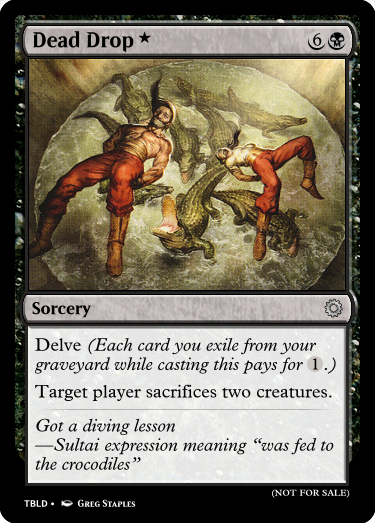 Dead Drop★ 6
Sorcery
Delve (Each card you exile from your
graveyard while casting this pays for 1.)
Target player sacrifices two creatures.
Got a diving lesson
—Sultai expression meaning “was fed to
the crocodiles”
(NOT FOR SALE)
TBLD • Greg Staples